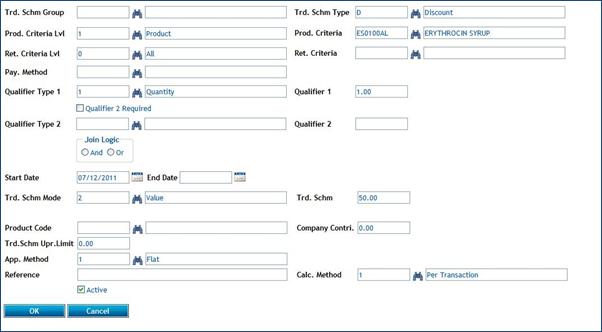 Trd. Schm Group Trd. Schm Type D Discount
Prod. Criteria Lvl 1 Product Prod. Criteria ES0100AL ERYTHROCIN SYRUP
Ret. Criteria Lvl 0 All Ret. Criteria
Pay. Method
Qualifier Type 1 1 Quantity Qualifier 1 1.00
Qualifier 2 Required
Qualifier Type 2 Qualifier 2
Join Logic
And Or
Start Date 07/12/2011 End Date
Trd. Schm Mode 2 Value Trd. Schm 50.00
Product Code Company Contri. 0.00
Trd.Schm Upr.Limit 0.00
App. Method 1 Flat
Reference Calc. Method 1 Per Transaction
Active
OK Cancel